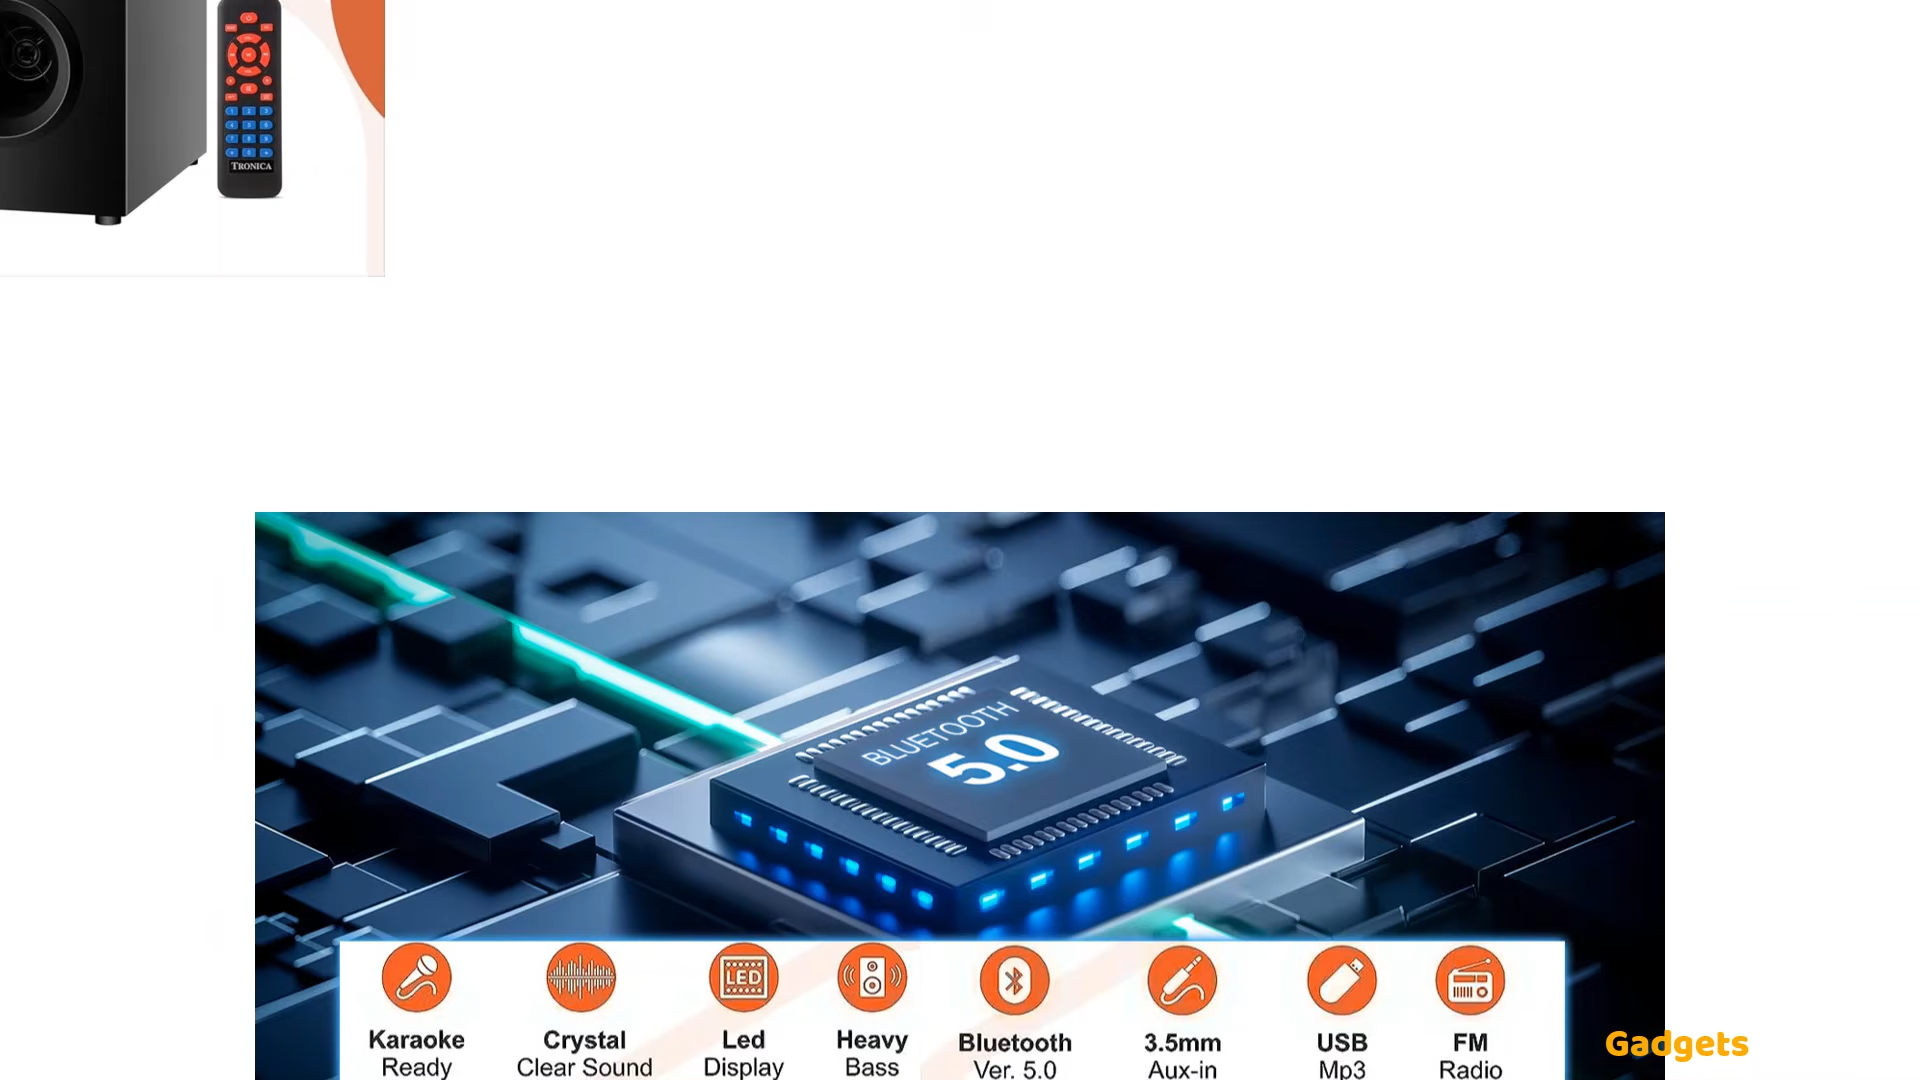 TRONICA
BLUETOOTH
5.0
LED
Karaoke
Ready
Crystal
Clear Sound
Led
Display
Heavy
Bass
Bluetooth
Ver. 5.0
3.5mm
Aux-in
USB
Mp3
FM
Radio
Gadgets